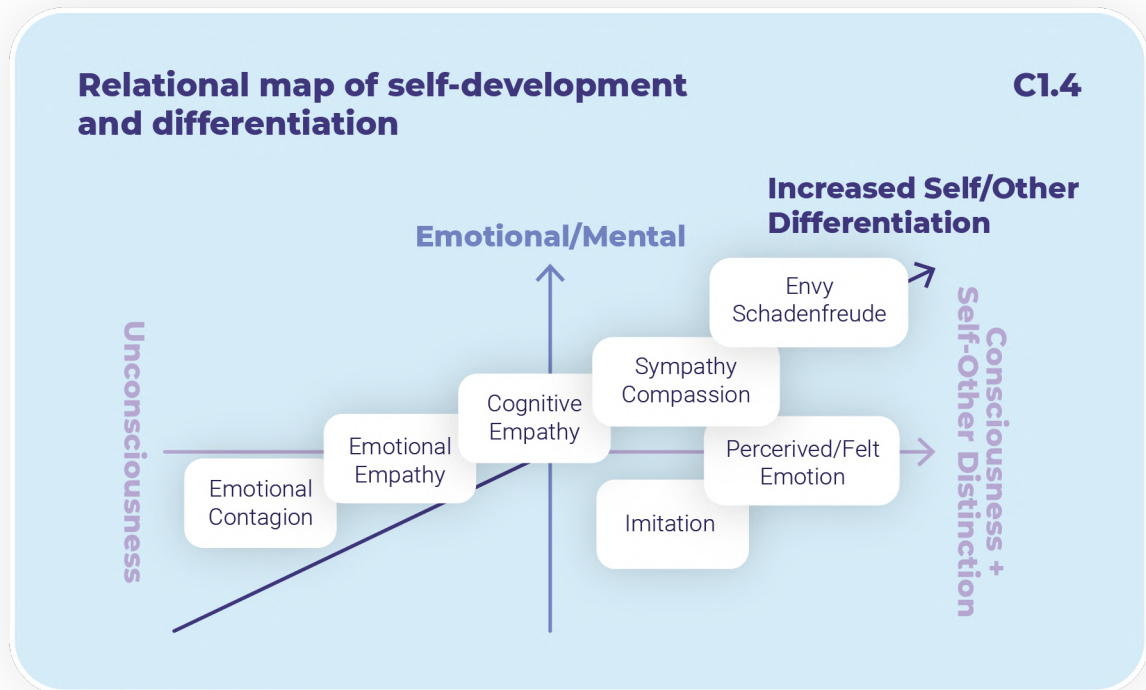 Relational map of self-development
and differentiation
C1.4
Increased Self/Other
Differentiation
Emotional/Mental
Envy
Schadenfreude
Unconsciousness
Consciousness +
Self-Other Distinction
Sympathy
Compassion
Cognitive
Empathy
Emotional
Empathy
Percerived/Felt
Emotion
Emotional
Contagion
Imitation